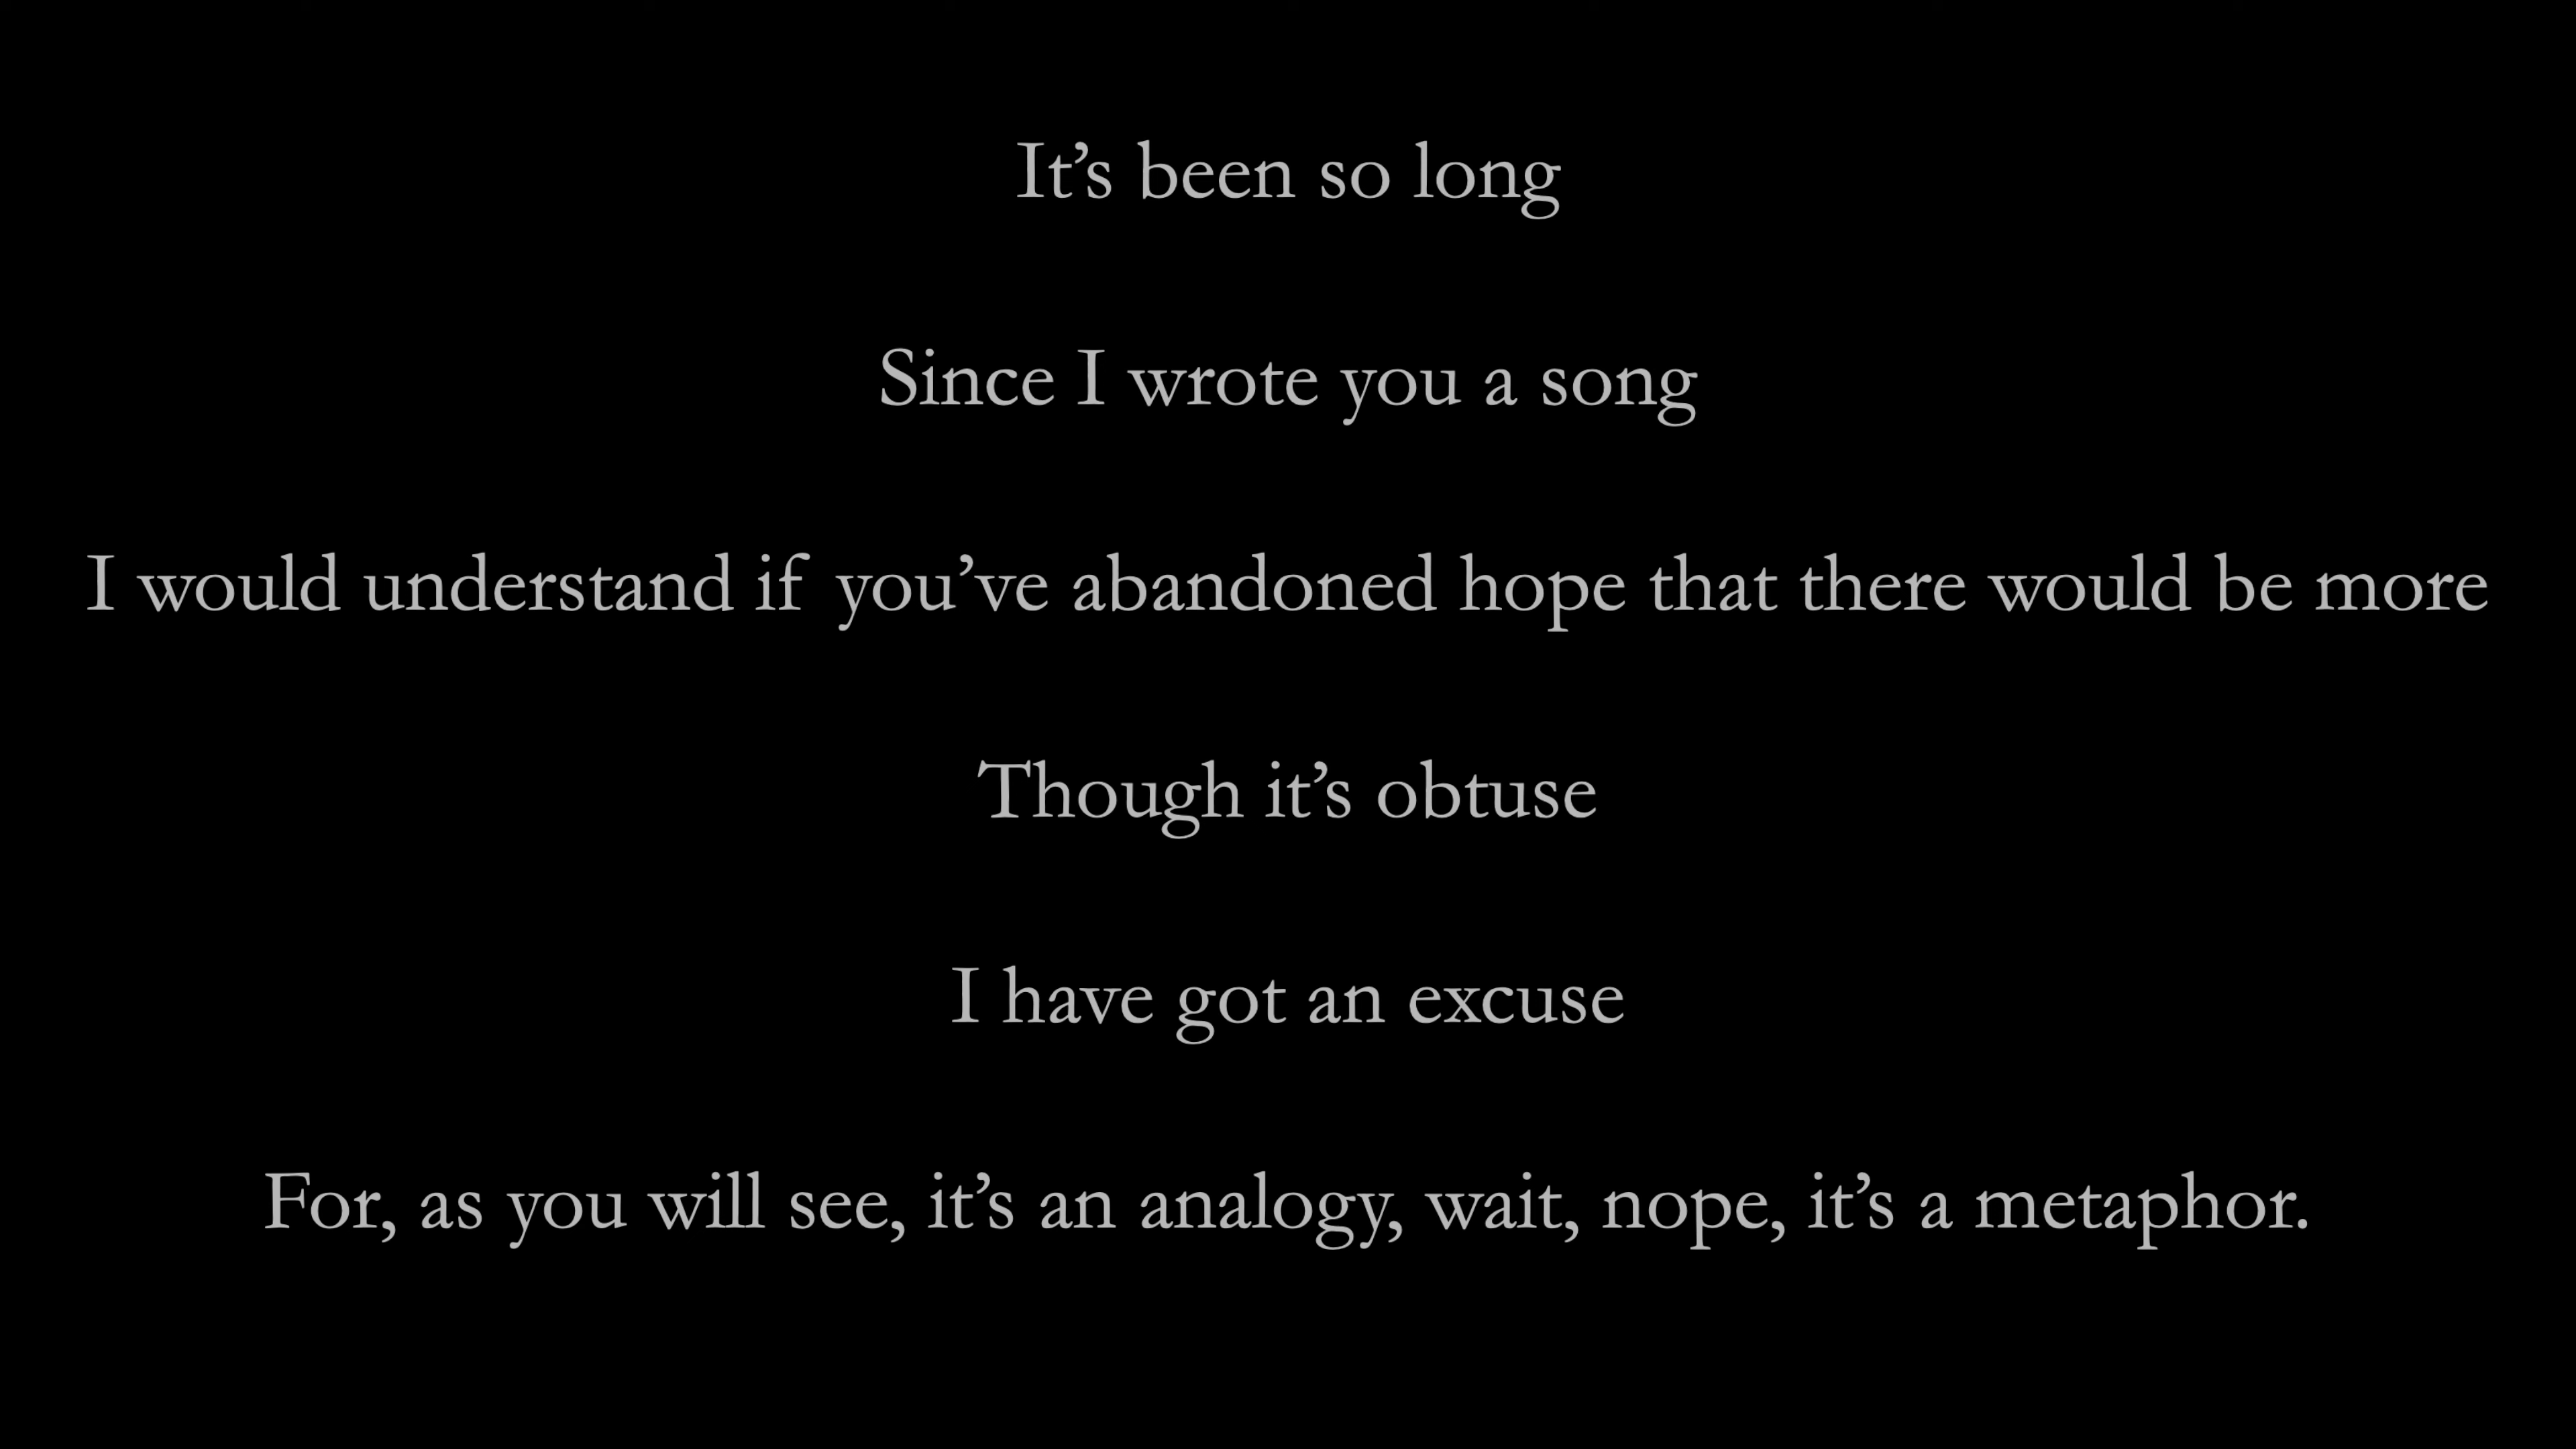 It’s been so long
Since I wrote you a song
I would understand if you’ve abandoned hope that there would be more
Though it’s obtuse
I have got an excuse
For, as you will see, it’s an analogy, wait, nope, it’s a metaphor.